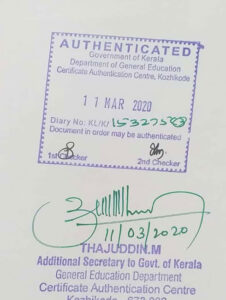 AUTHENTICATED
Government of Kerala
Department of General Education
Certificate Authentication Centre, Kozhikode
11 MAR 2020
Diary No: KL/K/
Document in order may be authenticated
1st Checker
2nd Checker
11/03/2020
THAJUDDIN.M
Additional Secretary to Govt. of Kerala
General Education Department
Certificate Authentication Centre